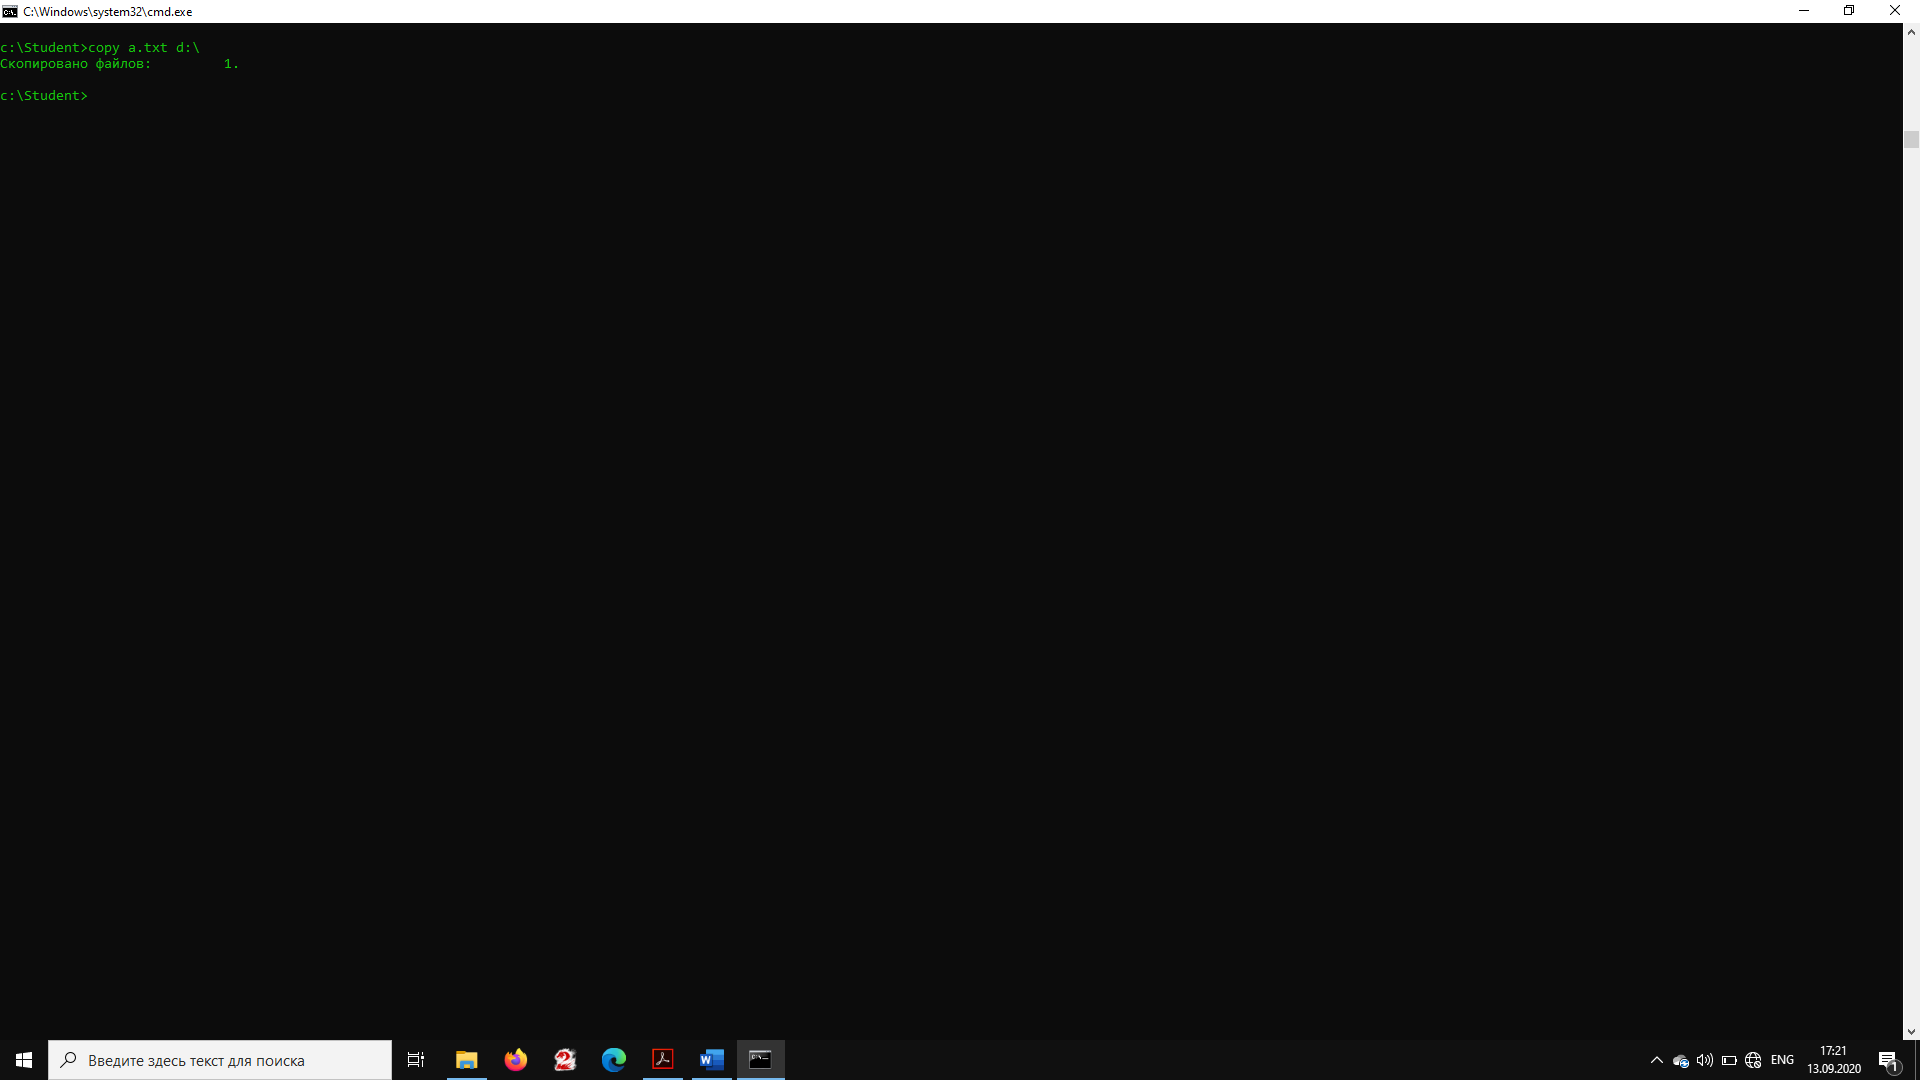 C:\Windows\system32\cmd.exe
c:\Student>copy a.txt d:\
Скопировано файлов:         1.
c:\Student>
Введите здесь текст для поиска
ENG
17:21
13.09.2020
1